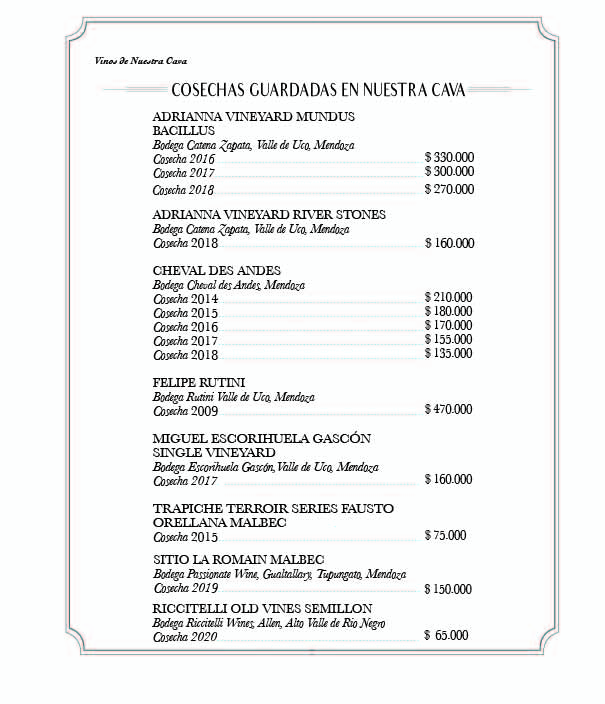 Vinos de Nuestra Cava
COSECHAS GUARDADAS EN NUESTRA CAVA
ADRIANNA VINEYARD MUNDUS
BACILLUS
Bodega Catena Zapata, Valle de Uco, Mendoza
Cosecha 2016 $ 330.000
Cosecha 2017 $ 300.000
Cosecha 2018 $ 270.000
ADRIANNA VINEYARD RIVER STONES
Bodega Catena Zapata, Valle de Uco, Mendoza
Cosecha 2018 $ 160.000
CHEVAL DES ANDES
Bodega Cheval des Andes, Mendoza
Cosecha 2014 $ 210.000
Cosecha 2015 $ 180.000
Cosecha 2016 $ 170.000
Cosecha 2017 $ 155.000
Cosecha 2018 $ 135.000
FELIPE RUTINI
Bodega Rutini Valle de Uco, Mendoza
Cosecha 2009 $ 470.000
MIGUEL ESCORIHUELA GASCÓN
SINGLE VINEYARD
Bodega Escorihuela Gascón, Valle de Uco, Mendoza
Cosecha 2017 $ 160.000
TRAPICHE TERROIR SERIES FAUSTO
ORELLANA MALBEC
Cosecha 2015 $ 75.000
SITIO LA ROMAIN MALBEC
Bodega Passionate Wine, Gualtallary, Tupungato, Mendoza
Cosecha 2019 $ 150.000
RICCITELLI OLD VINES SEMILLON
Bodega Riccitelli Wines, Allen, Alto Valle de Río Negro
Cosecha 2020 $ 65.000